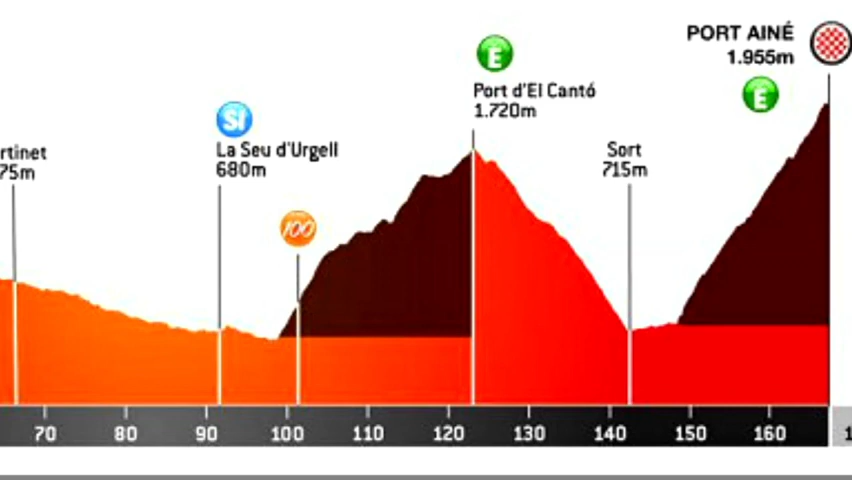 PORT AINÉ
1.955m
E
E
Port d'El Cantó
1.720m
SI
La Seu d'Urgell
680m
rtinet
75m
Sort
715m
100
70 80 90 100 110 120 130 140 150 160 1